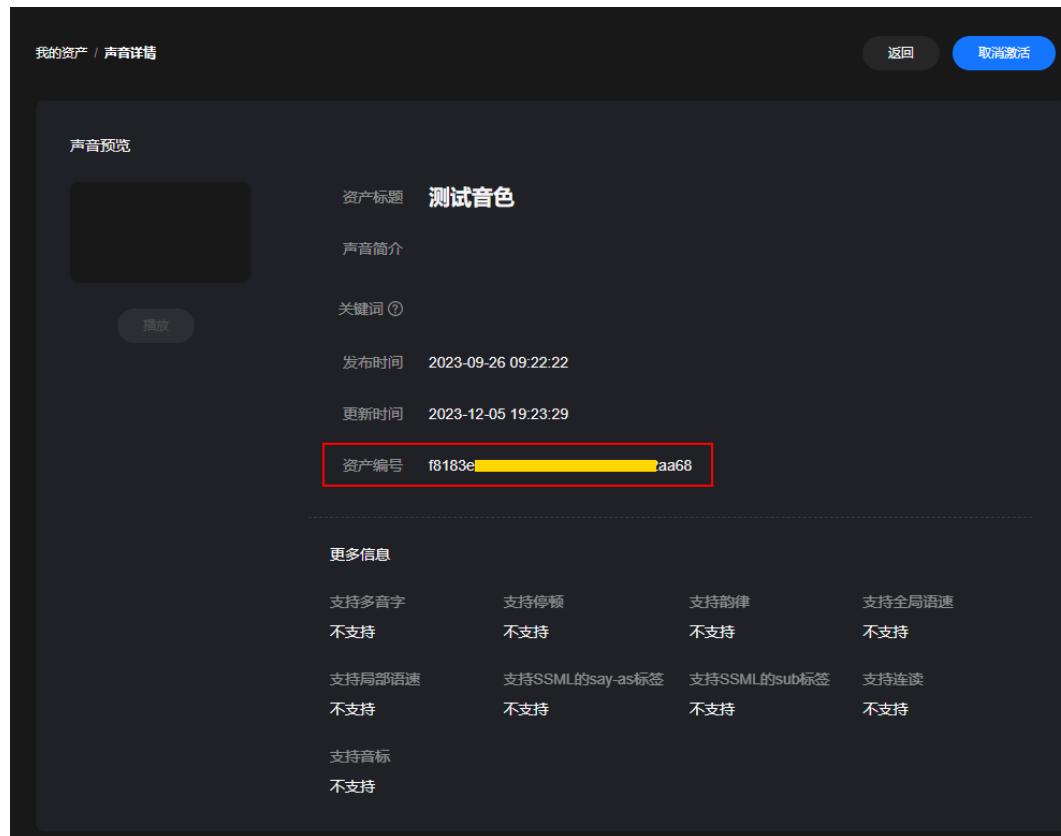 我的资产 / 声音详情
返回
取消激活
声音预览
播放
资产标题 测试音色
声音简介
关键词 ?
发布时间 2023-09-26 09:22:22
更新时间 2023-12-05 19:23:29
资产编号 f8183e aa68
更多信息
支持多音字 支持停顿 支持韵律 支持全局语速
不支持 不支持 不支持 不支持
支持局部语速 支持SSML的say-as标签 支持SSML的sub标签 支持连读
不支持 不支持 不支持 不支持
支持音标
不支持